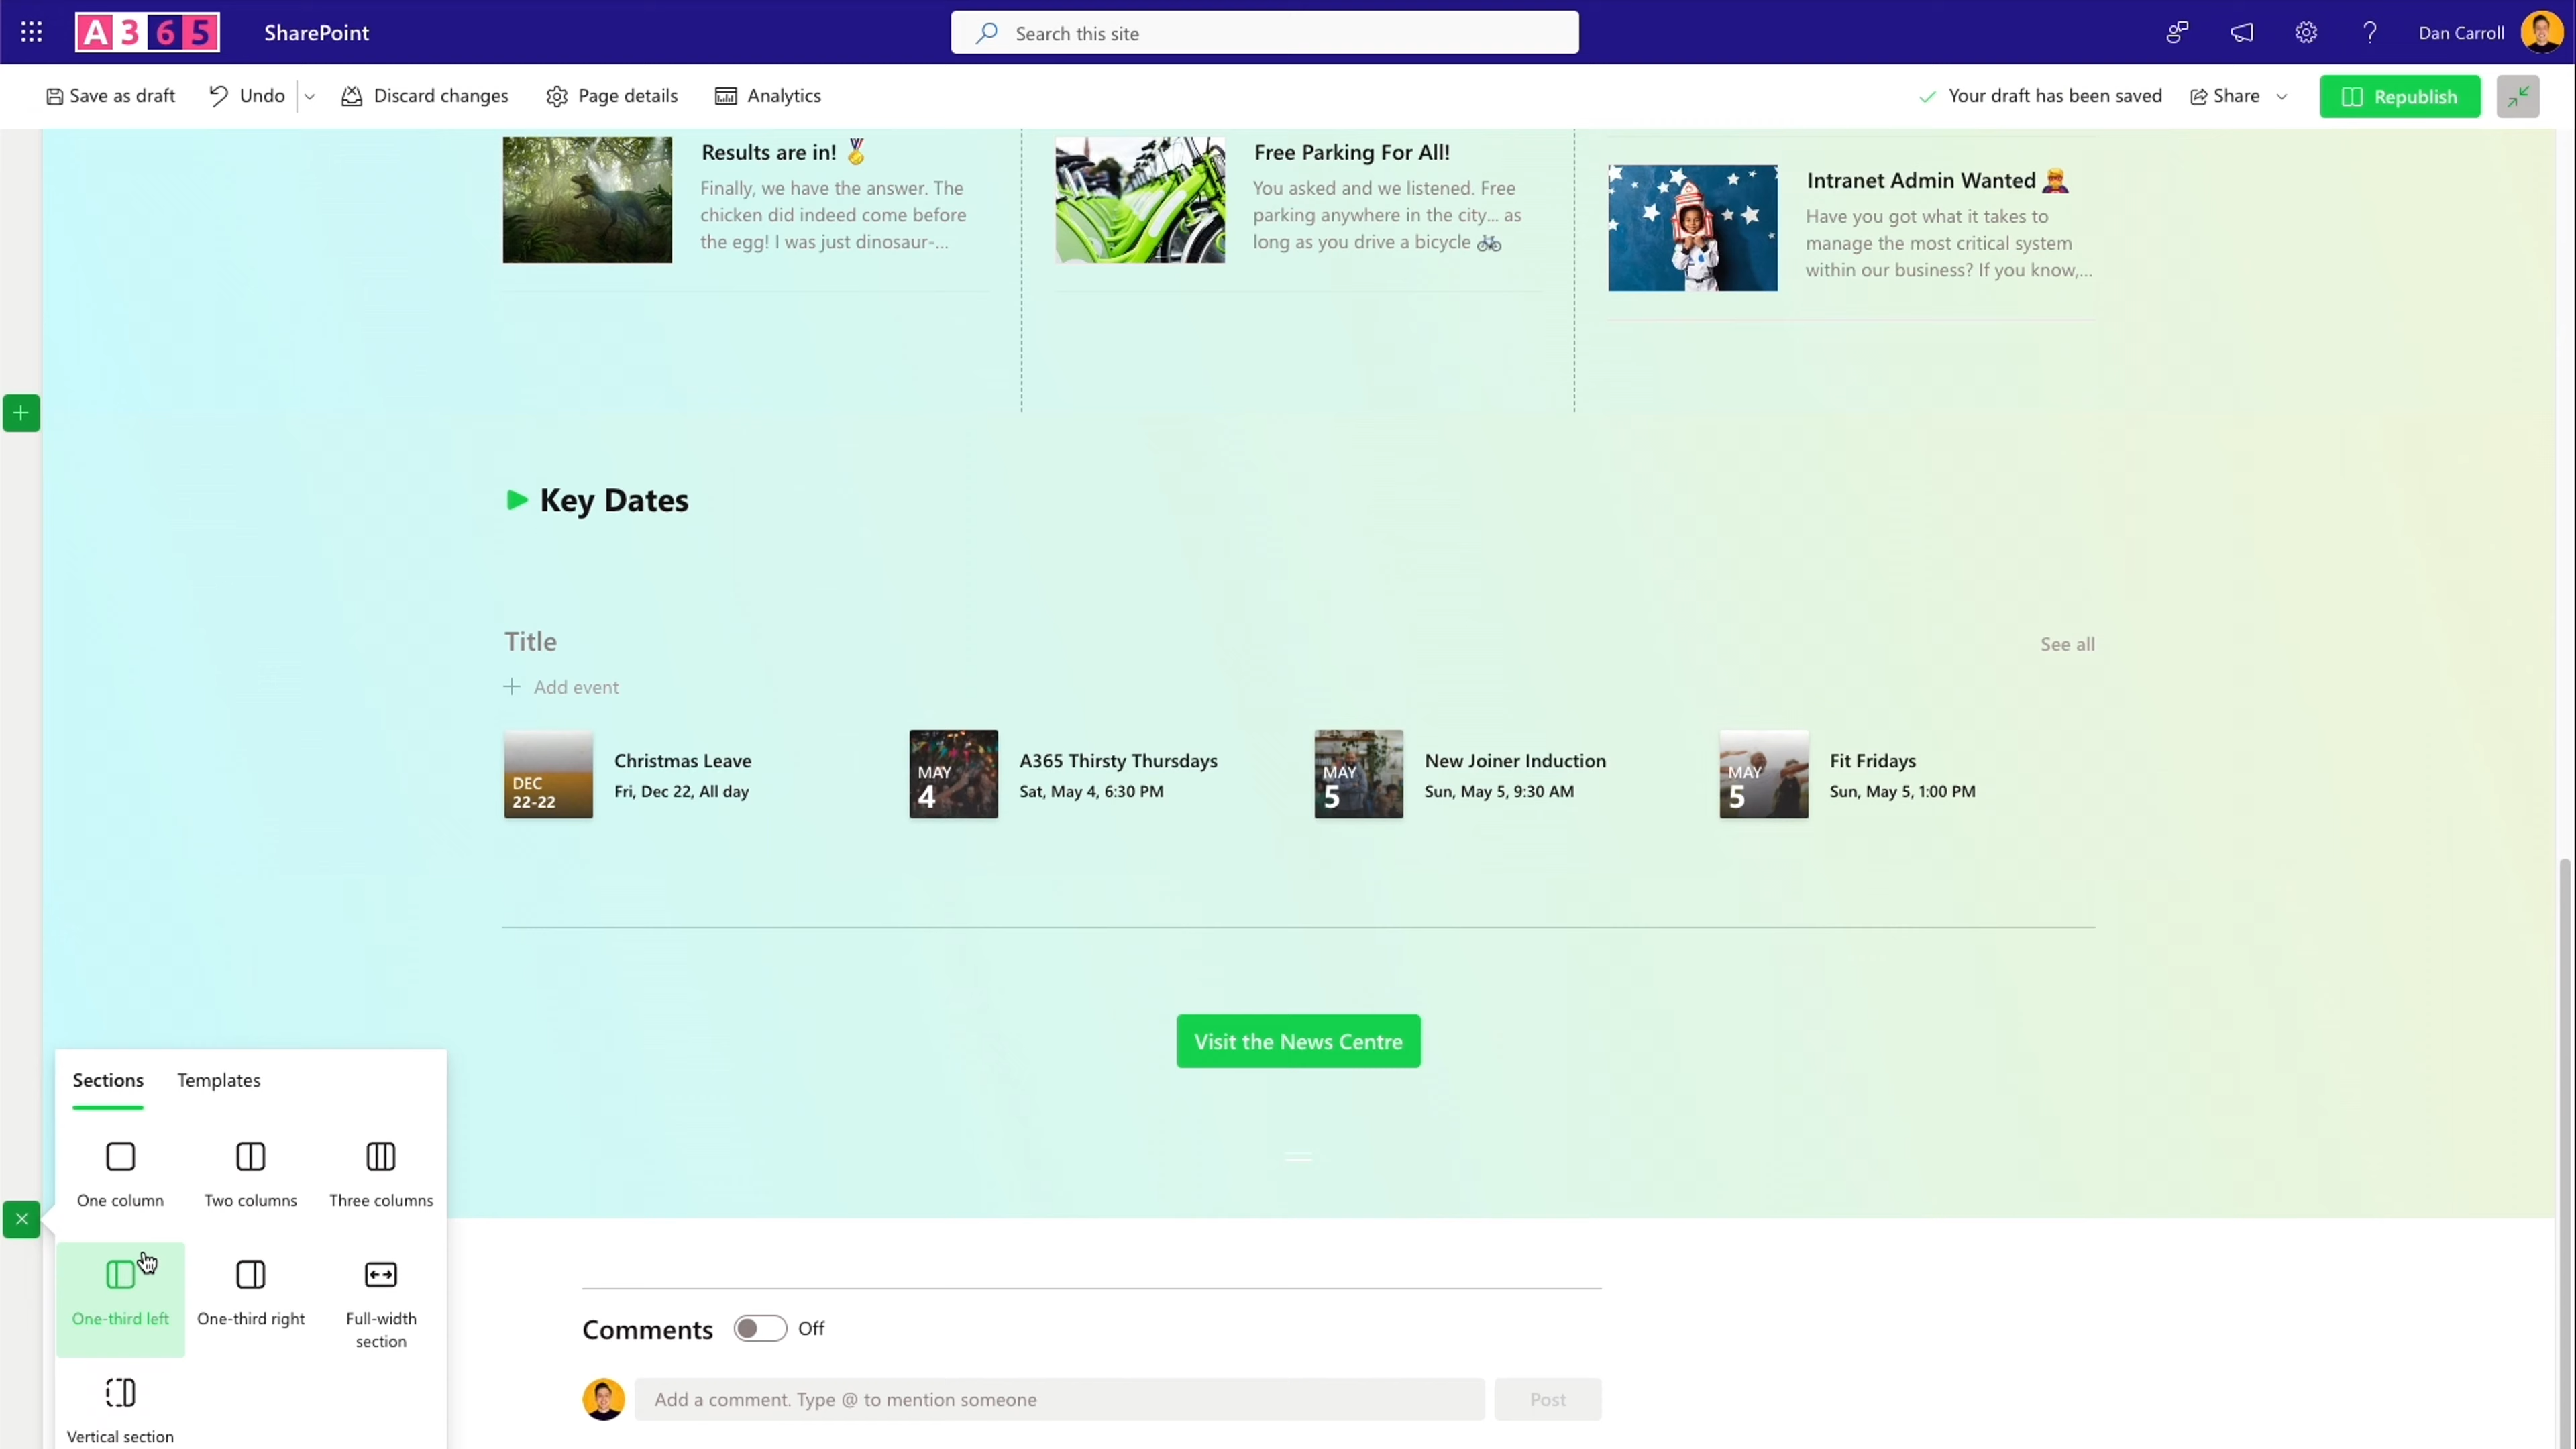 A365 SharePoint Search this site Dan Carroll
Save as draft Undo Discard changes Page details Analytics Your draft has been saved Share Republish
Results are in! 🏅
Finally, we have the answer. The
chicken did indeed come before
the egg! I was just dinosaur-...
Free Parking For All!
You asked and we listened. Free
parking anywhere in the city... as
long as you drive a bicycle 🚲
Intranet Admin Wanted 🦸
Have you got what it takes to
manage the most critical system
within our business? If you know,...
Key Dates
Title See all
Add event
DEC
22-22
Christmas Leave
Fri, Dec 22, All day
MAY
4
A365 Thirsty Thursdays
Sat, May 4, 6:30 PM
MAY
5
New Joiner Induction
Sun, May 5, 9:30 AM
MAY
5
Fit Fridays
Sun, May 5, 1:00 PM
Visit the News Centre
Sections Templates
One column Two columns Three columns
One-third left One-third right Full-width
section
Vertical section
Comments Off
Add a comment. Type @ to mention someone Post